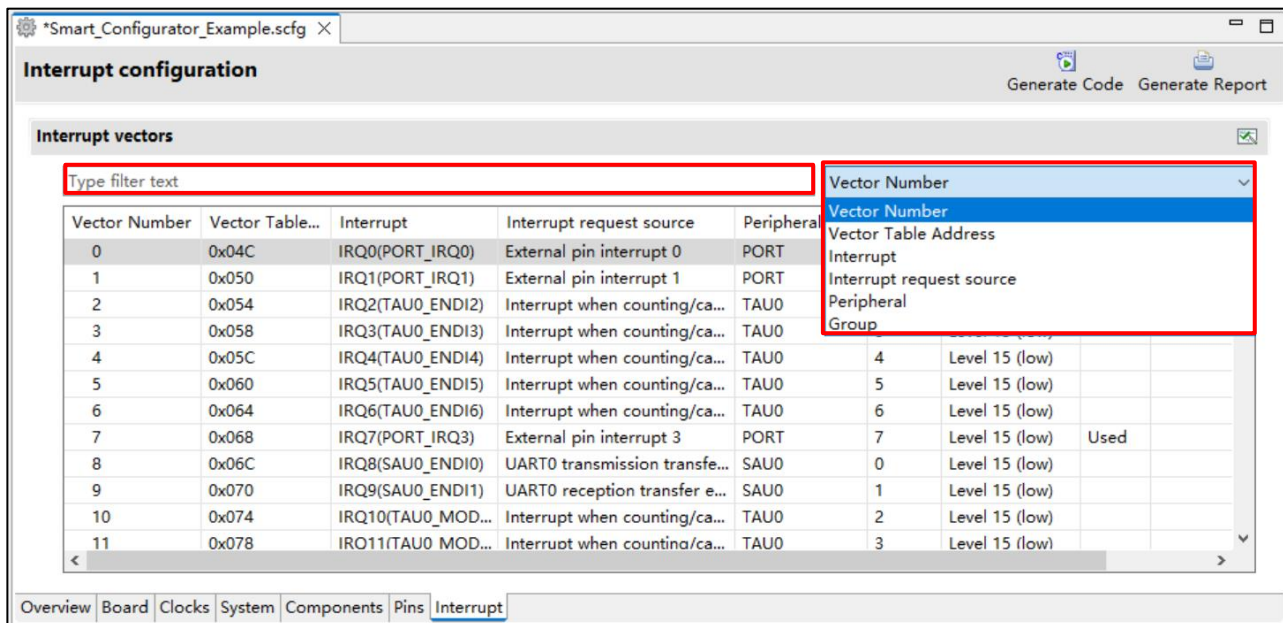 *Smart_Configurator_Example.scfg
Interrupt configuration
Generate Code Generate Report
Interrupt vectors
Type filter text Vector Number
Vector Number
Vector Table Address
Interrupt
Interrupt request source
Peripheral
Group
Vector Number Vector Table... Interrupt Interrupt request source Peripheral
0 0x04C IRQ0(PORT_IRQ0) External pin interrupt 0 PORT
1 0x050 IRQ1(PORT_IRQ1) External pin interrupt 1 PORT
2 0x054 IRQ2(TAU0_ENDI2) Interrupt when counting/ca... TAU0
3 0x058 IRQ3(TAU0_ENDI3) Interrupt when counting/ca... TAU0
4 0x05C IRQ4(TAU0_ENDI4) Interrupt when counting/ca... TAU0 4 Level 15 (low)
5 0x060 IRQ5(TAU0_ENDI5) Interrupt when counting/ca... TAU0 5 Level 15 (low)
6 0x064 IRQ6(TAU0_ENDI6) Interrupt when counting/ca... TAU0 6 Level 15 (low)
7 0x068 IRQ7(PORT_IRQ3) External pin interrupt 3 PORT 7 Level 15 (low) Used
8 0x06C IRQ8(SAU0_ENDI0) UART0 transmission transfe... SAU0 0 Level 15 (low)
9 0x070 IRQ9(SAU0_ENDI1) UART0 reception transfer e... SAU0 1 Level 15 (low)
10 0x074 IRQ10(TAU0_MOD... Interrupt when counting/ca... TAU0 2 Level 15 (low)
11 0x078 IRQ11(TAU0_MOD... Interrupt when counting/ca... TAU0 3 Level 15 (low)
Overview Board Clocks System Components Pins Interrupt